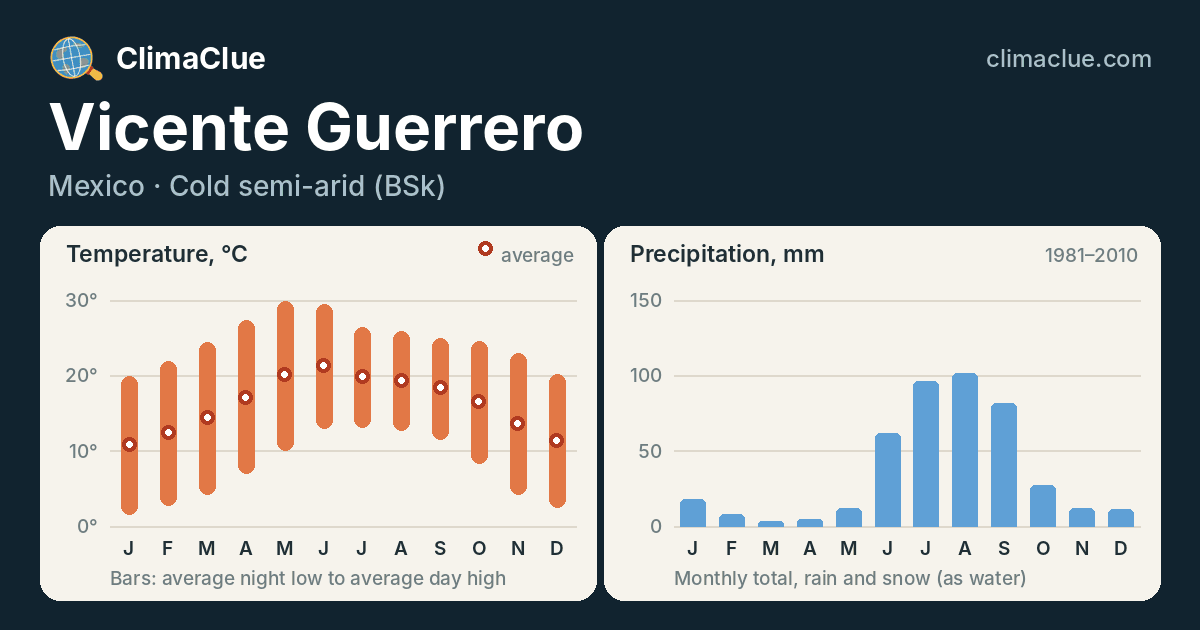 ClimaClue
climaclue.com
Vicente Guerrero
Mexico · Cold semi-arid (BSk)
Temperature, °C
average
30°
20°
10°
0°
J F M A M J J A S O N D
Bars: average night low to average day high
Precipitation, mm
1981–2010
150
100
50
0
J F M A M J J A S O N D
Monthly total, rain and snow (as water)